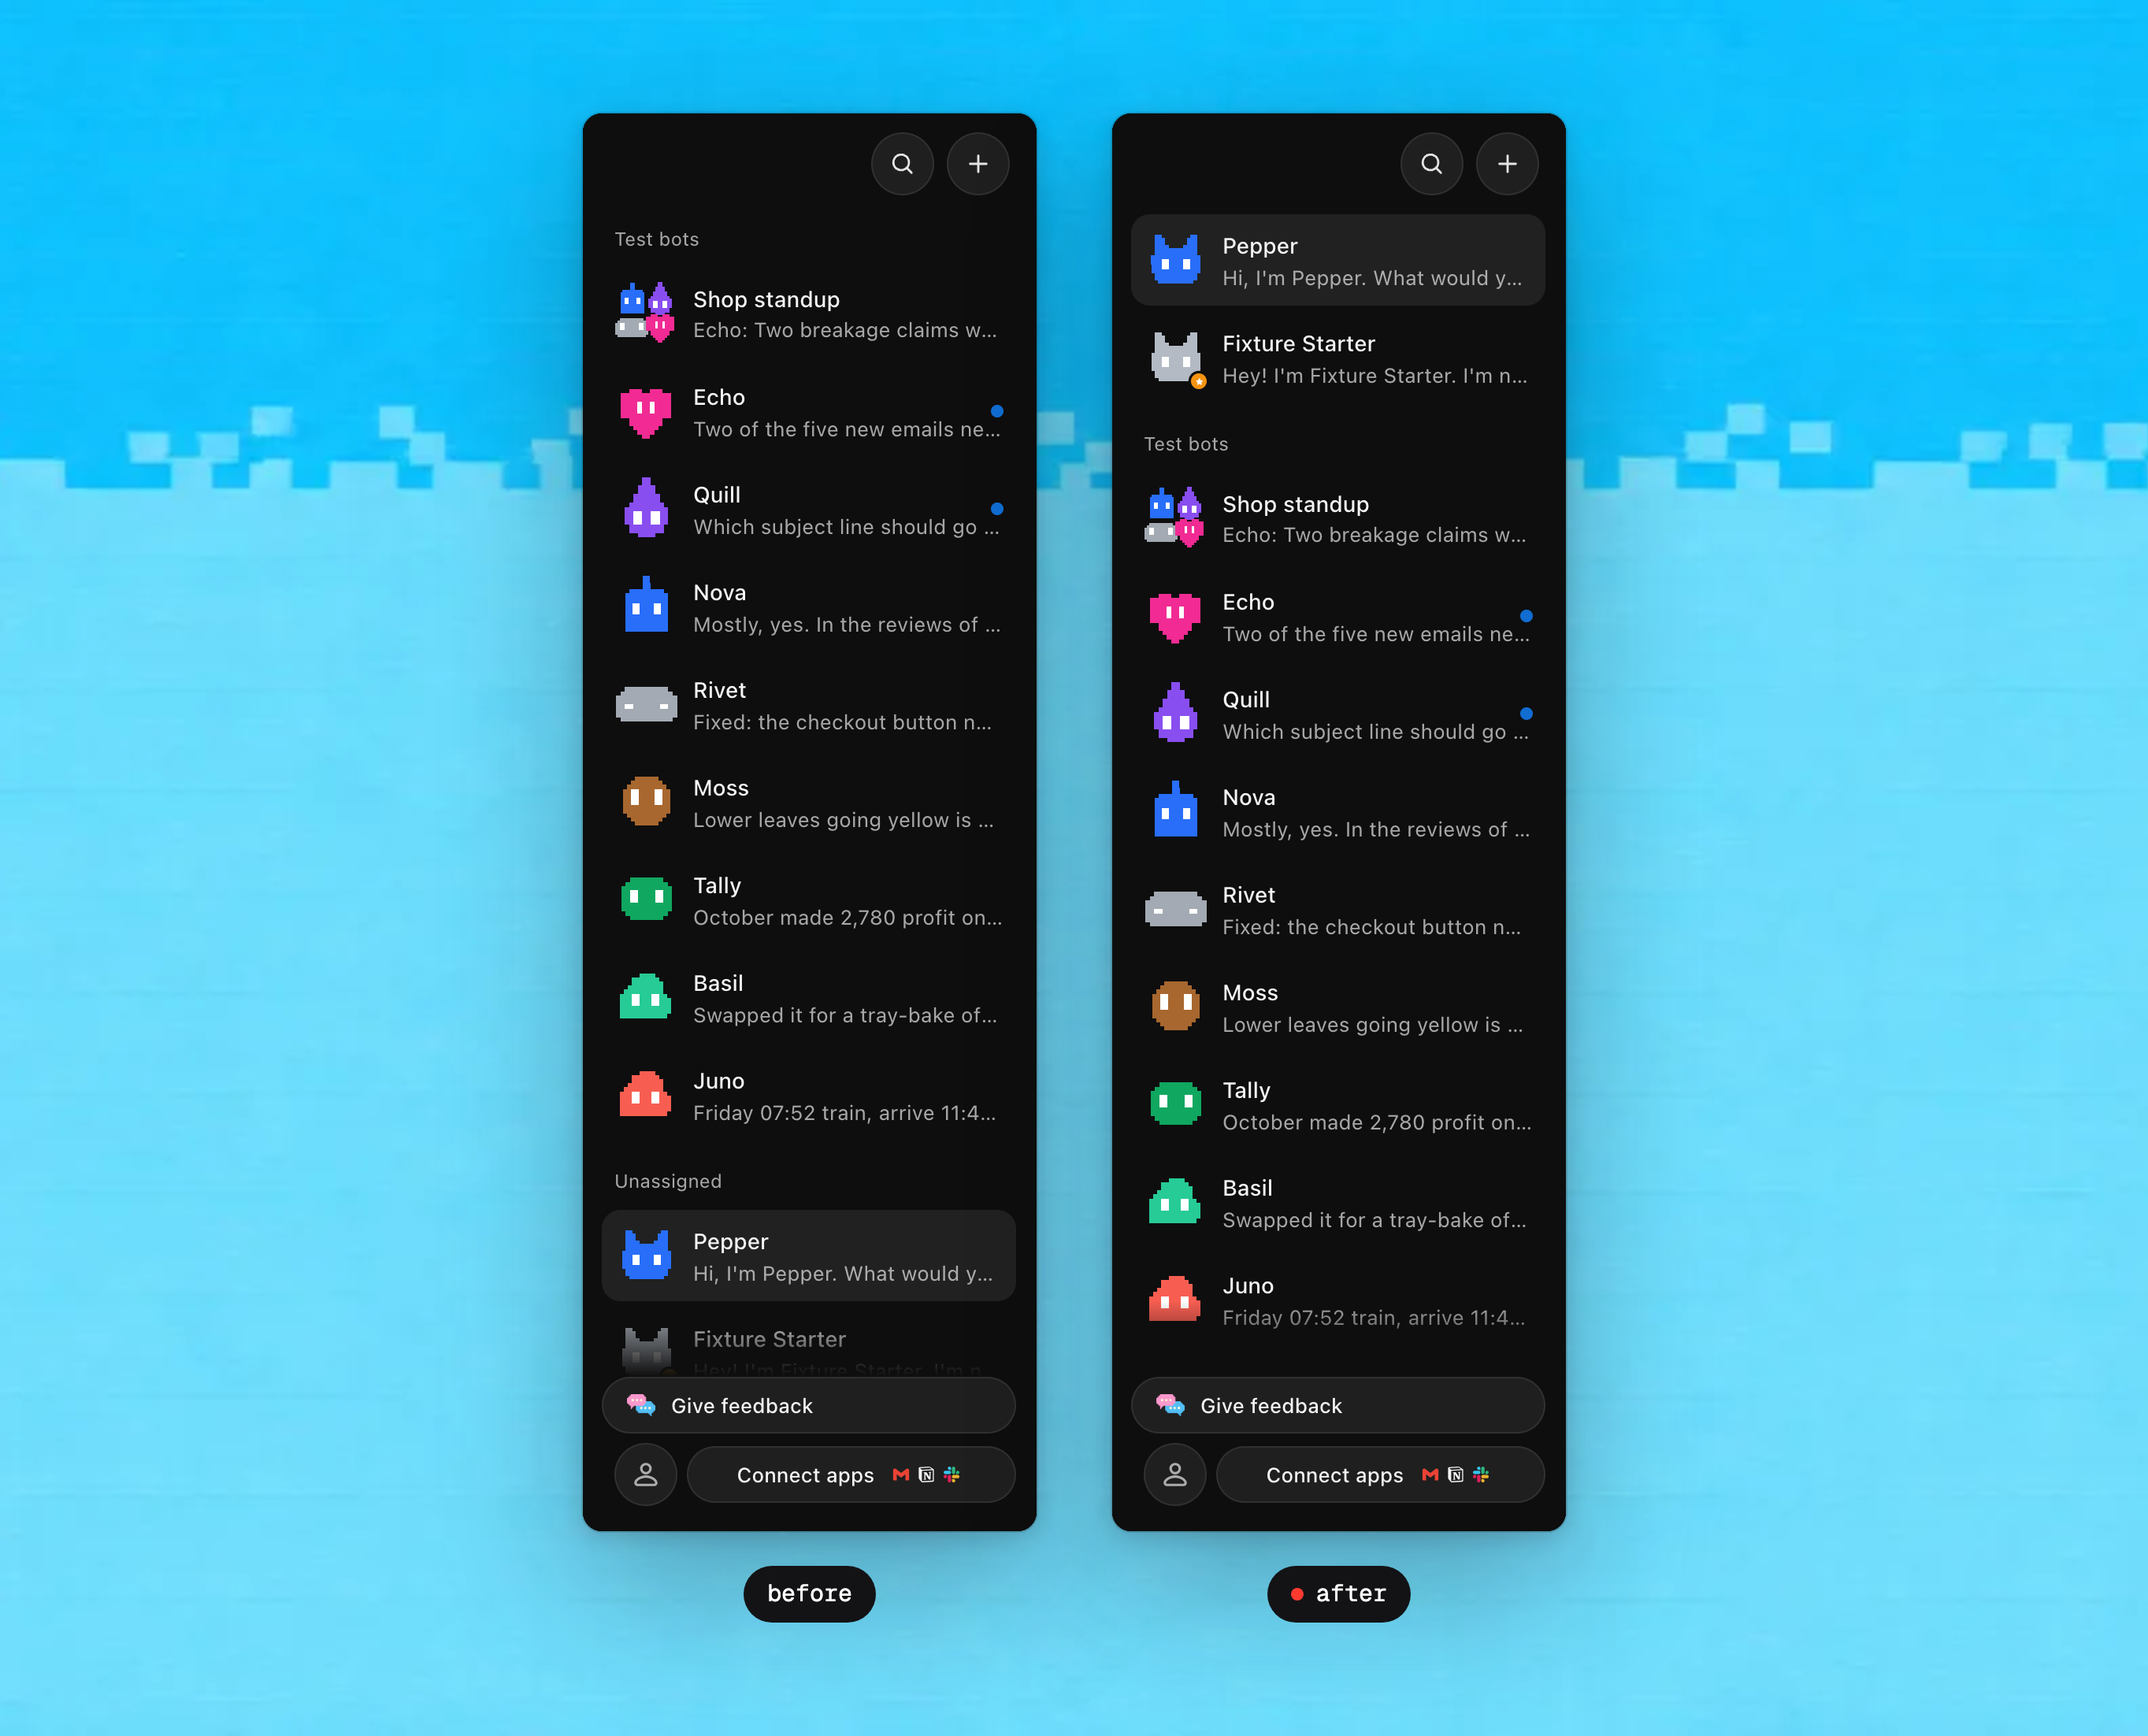 Test bots
Shop standup
Echo: Two breakage claims w...
Echo
Two of the five new emails ne...
Quill
Which subject line should go ...
Nova
Mostly, yes. In the reviews of ...
Rivet
Fixed: the checkout button n...
Moss
Lower leaves going yellow is ...
Tally
October made 2,780 profit on...
Basil
Swapped it for a tray-bake of...
Juno
Friday 07:52 train, arrive 11:4...
Unassigned
Pepper
Hi, I'm Pepper. What would y...
Fixture Starter
Hey! I'm Fixture Starter. I'm n...
Give feedback
Connect apps
before
Pepper
Hi, I'm Pepper. What would y...
Fixture Starter
Hey! I'm Fixture Starter. I'm n...
Test bots
Shop standup
Echo: Two breakage claims w...
Echo
Two of the five new emails ne...
Quill
Which subject line should go ...
Nova
Mostly, yes. In the reviews of ...
Rivet
Fixed: the checkout button n...
Moss
Lower leaves going yellow is ...
Tally
October made 2,780 profit on...
Basil
Swapped it for a tray-bake of...
Juno
Friday 07:52 train, arrive 11:4...
Give feedback
Connect apps
after